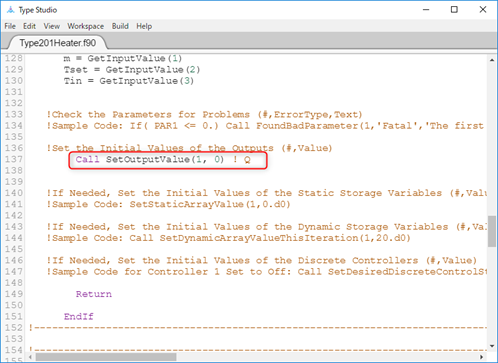 Type Studio
File Edit View Workspace Build Help
Type201Heater.f90
128 m = GetInputValue(1)
129 Tset = GetInputValue(2)
130 Tin = GetInputValue(3)
131
132
133 !Check the Parameters for Problems (#,ErrorType,Text)
134 !Sample Code: If( PAR1 <= 0.) Call FoundBadParameter(1,'Fatal','The first
135
136 !Set the Initial Values of the Outputs (#,Value)
137 Call SetOutputValue(1, 0) ! Q
138
139
140 !If Needed, Set the Initial Values of the Static Storage Variables (#,Valu
141 !Sample Code: SetStaticArrayValue(1,0.d0)
142
143 !If Needed, Set the Initial Values of the Dynamic Storage Variables (#,Val
144 !Sample Code: Call SetDynamicArrayValueThisIteration(1,20.d0)
145
146 !If Needed, Set the Initial Values of the Discrete Controllers (#,Value)
147 !Sample Code for Controller 1 Set to Off: Call SetDesiredDiscreteControlSt
148
149 Return
150
151 EndIf
152 !-----------------------------------------------------------
153
154 !-----------------------------------------------------------